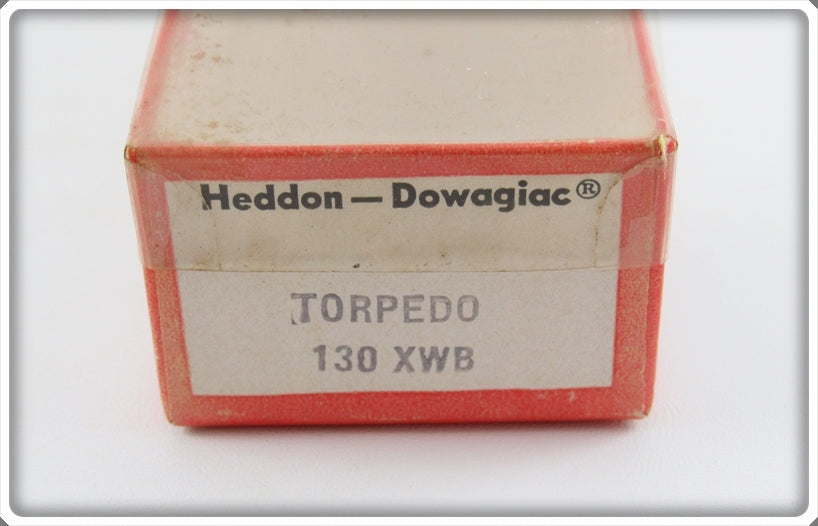 Heddon — Dowagiac®
TORPEDO
130 XWB